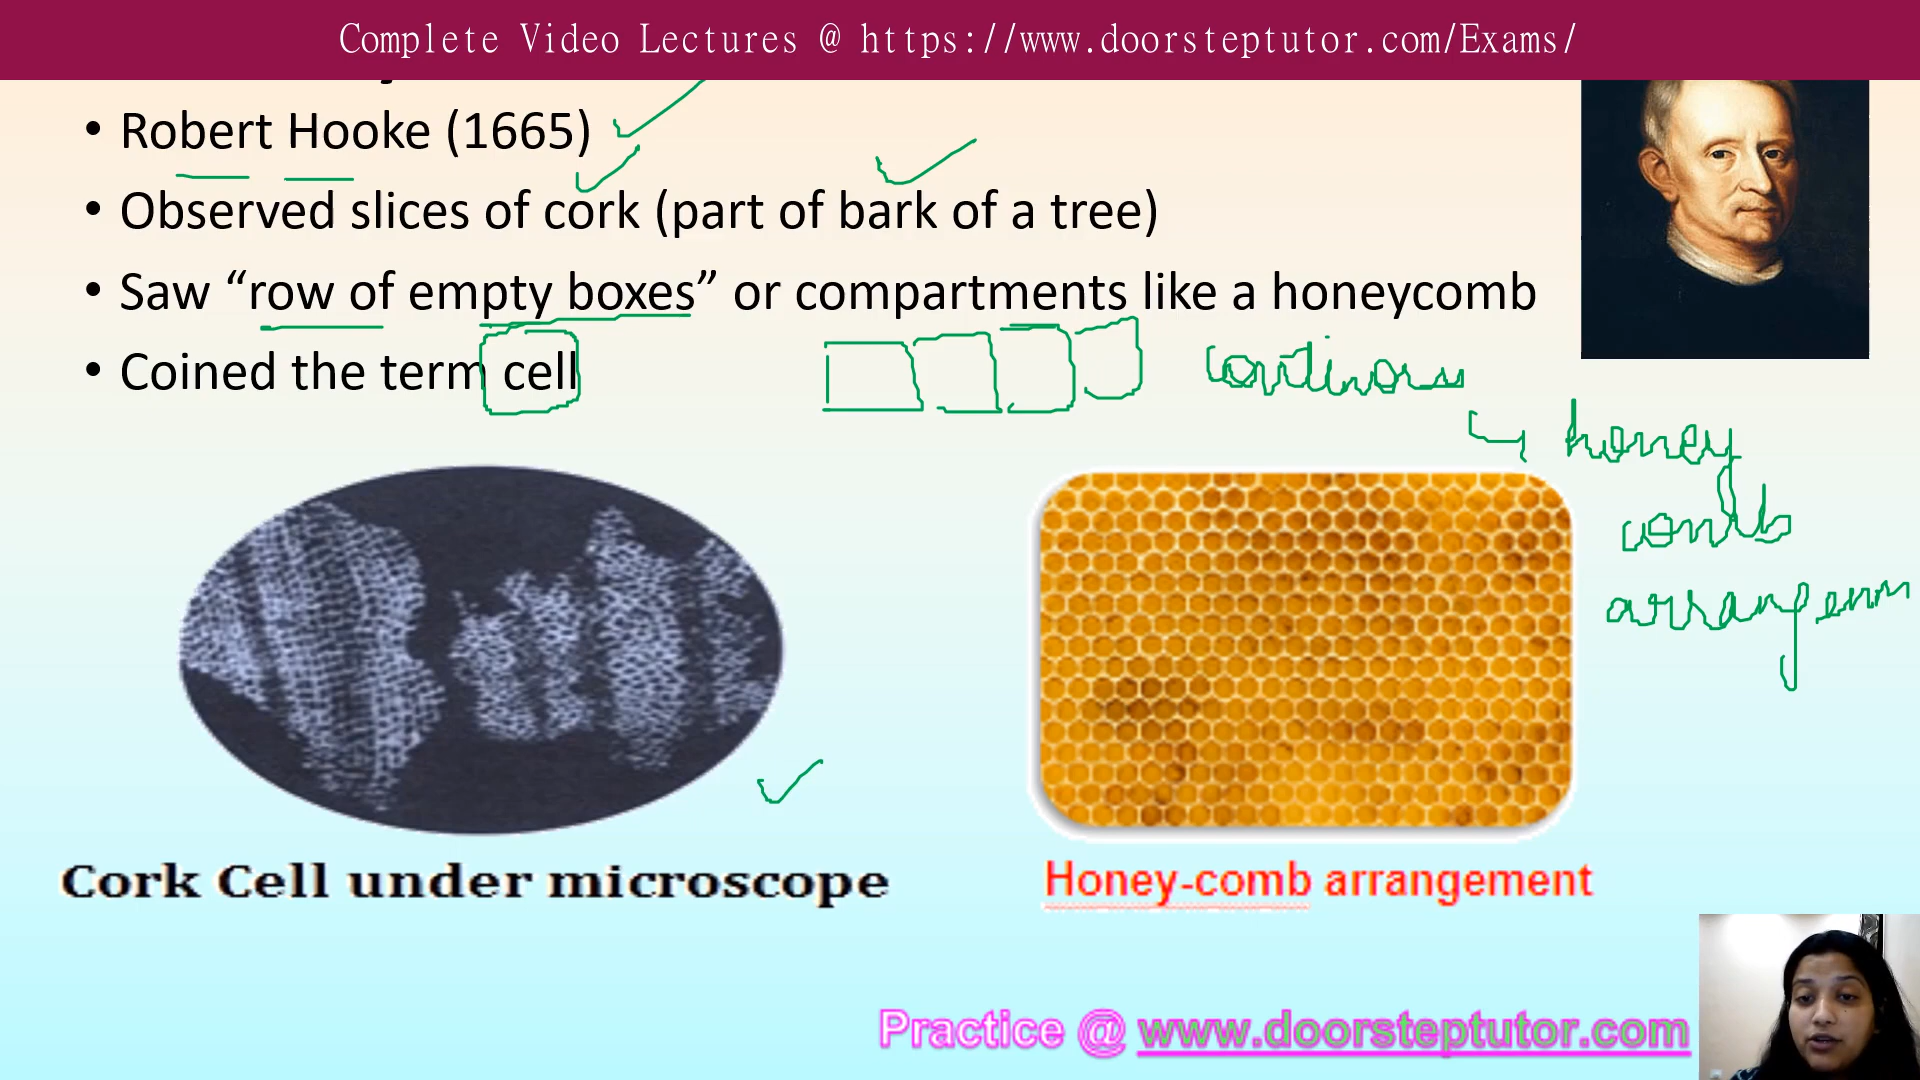 Complete Video Lectures @ https://www.doorsteptutor.com/Exams/
• Robert Hooke (1665)
• Observed slices of cork (part of bark of a tree)
• Saw “row of empty boxes” or compartments like a honeycomb
• Coined the term cell
honey
comb
Cork Cell under microscope
Honey-comb arrangement
Practice @ www.doorsteptutor.com